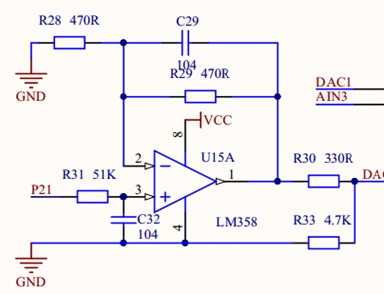 R28 470R
C29
104
R29 470R
GND
DAC1
AIN3
8
VCC
U15A
2
R31 51K
1
R30 330R
P21
3
C32
104
LM358
4
R33 4.7K
GND